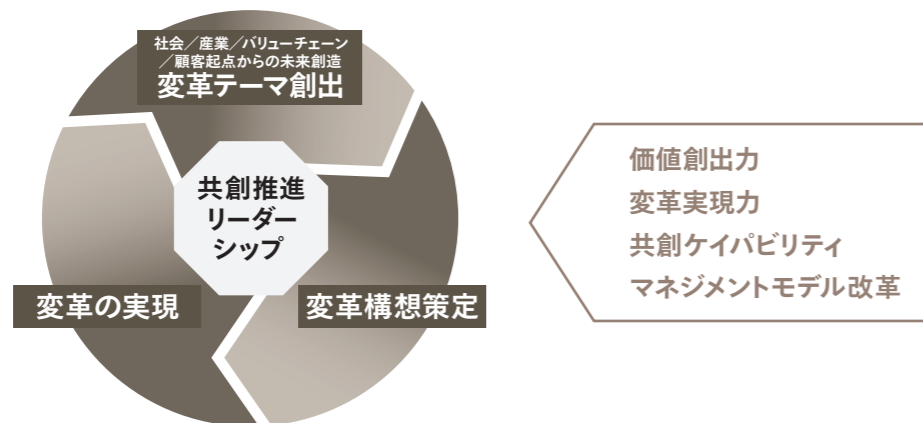 社会／産業／バリューチェーン
／顧客起点からの未来創造
変革テーマ創出
共創推進
リーダー
シップ
変革の実現
変革構想策定
価値創出力
変革実現力
共創ケイパビリティ
マネジメントモデル改革